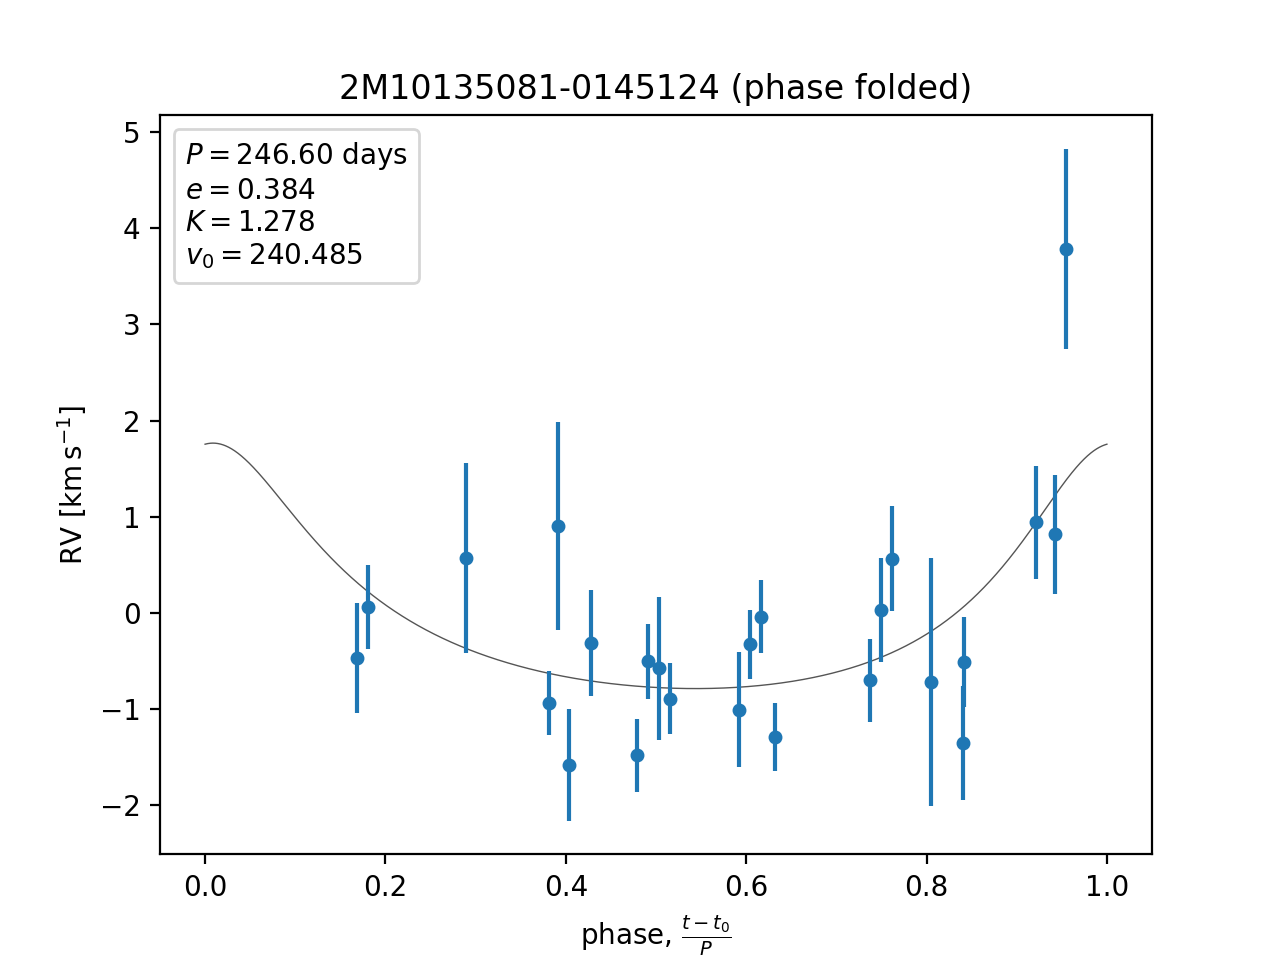 2M10135081-0145124 (phase folded)
P = 246.60 days
e = 0.384
K = 1.278
v₀ = 240.485
5
4
3
2
1
0
−1
−2
RV [km s⁻¹]
0.0 0.2 0.4 0.6 0.8 1.0
phase, (t − t₀)/P